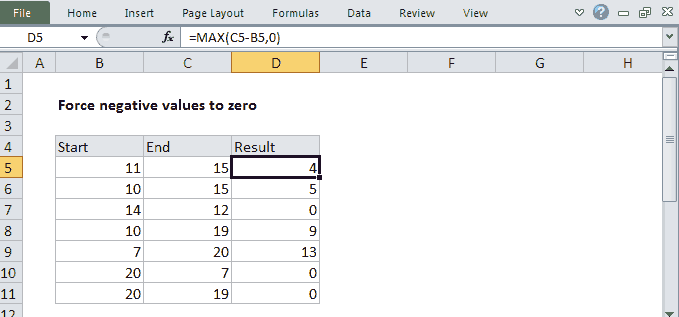 File Home Insert Page Layout Formulas Data Review View
D5 fx =MAX(C5-B5,0)
A B C D E F G H
1
2 Force negative values to zero
3
4 Start End Result
5 11 15 4
6 10 15 5
7 14 12 0
8 10 19 9
9 7 20 13
10 20 7 0
11 20 19 0
12